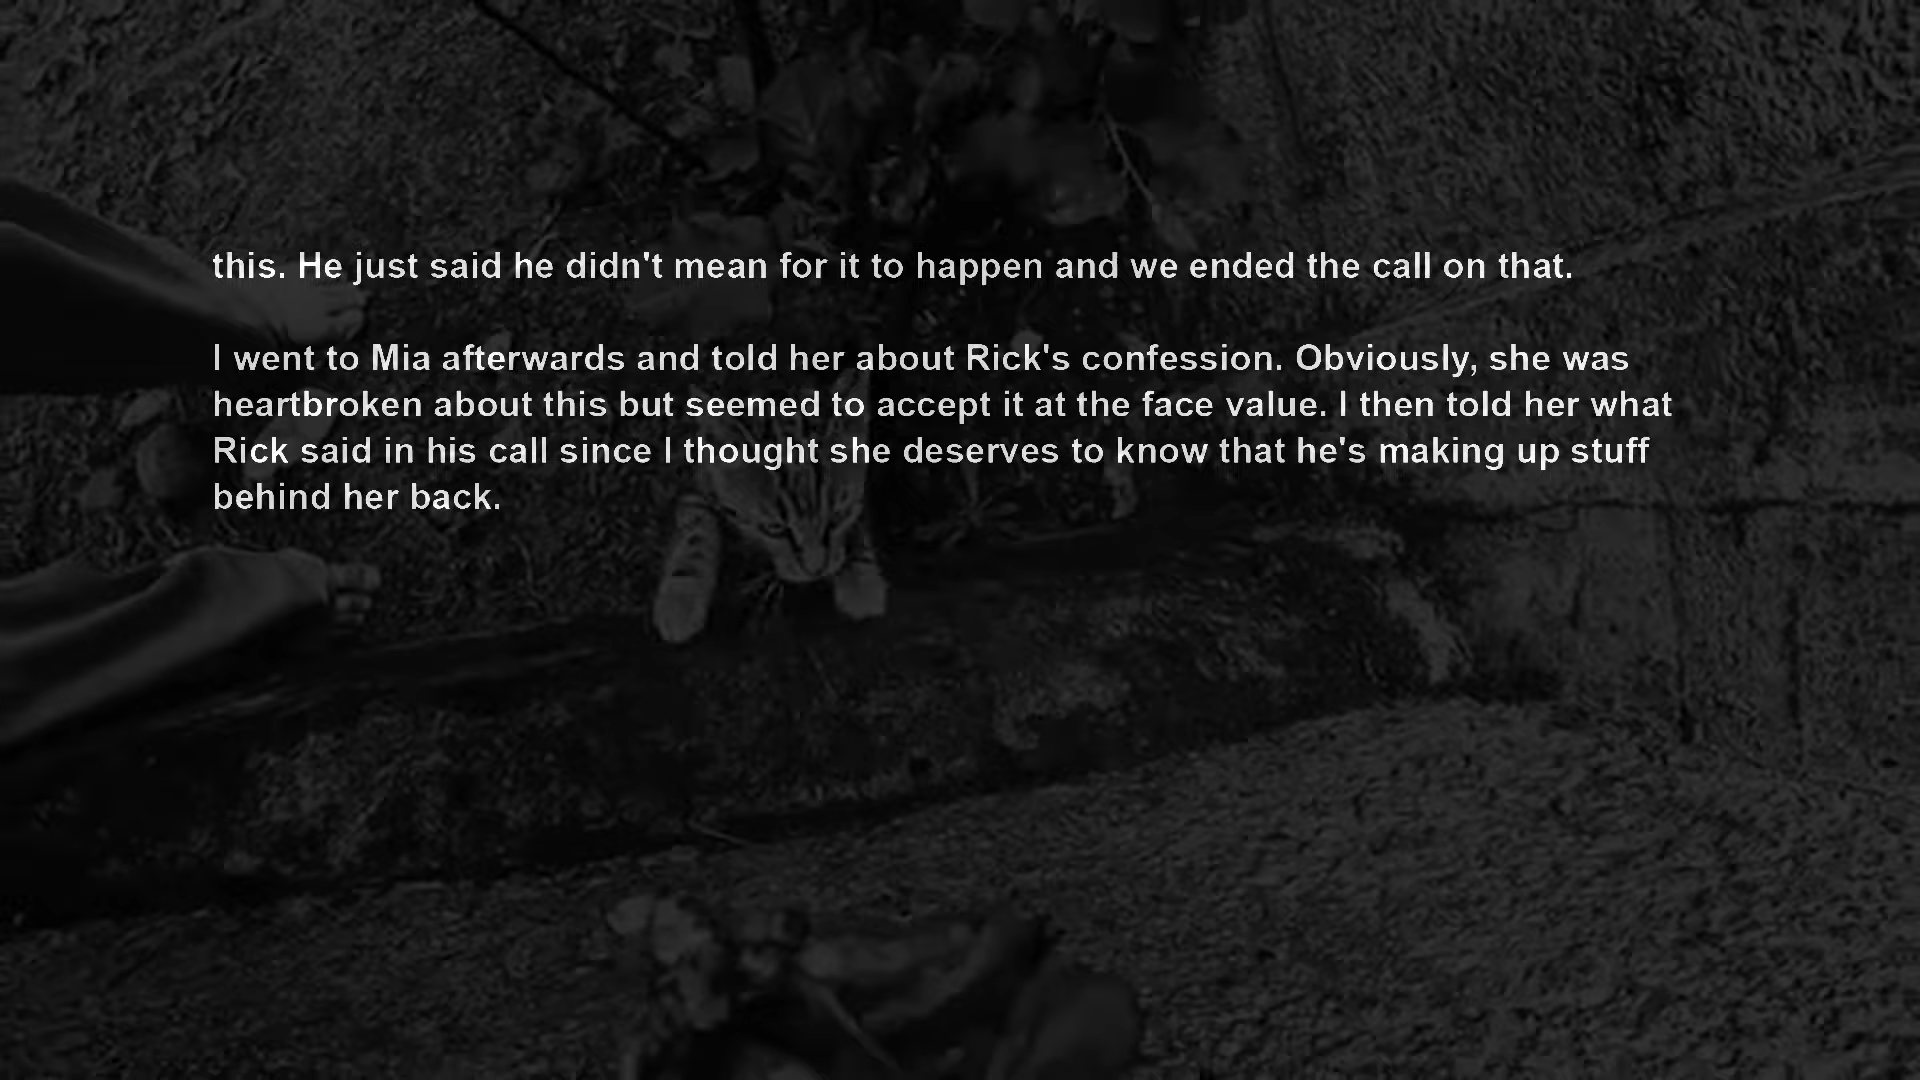 this. He just said he didn't mean for it to happen and we ended the call on that.
I went to Mia afterwards and told her about Rick's confession. Obviously, she was
heartbroken about this but seemed to accept it at the face value. I then told her what
Rick said in his call since I thought she deserves to know that he's making up stuff
behind her back.